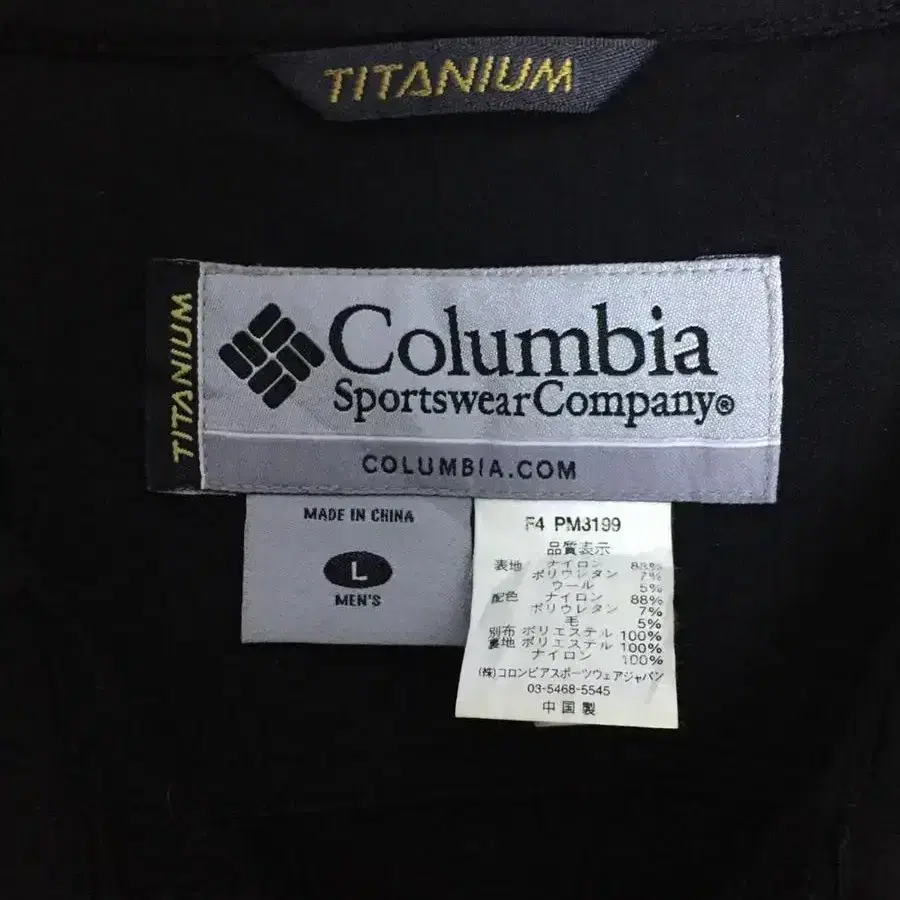 TITANIUM
TITANIUM
Columbia
Sportswear Company®
COLUMBIA.COM
MADE IN CHINA
L
MEN'S
F4 PM3199
品質表示
表地 ナイロン 88%
ポリウレタン 7%
ウール 5%
配色 ナイロン 88%
ポリウレタン 7%
毛 5%
別布 ポリエステル 100%
裏地 ポリエステル 100%
ナイロン 100%
(株)コロンビアスポーツウェアジャパン
03-5468-5545
中国製